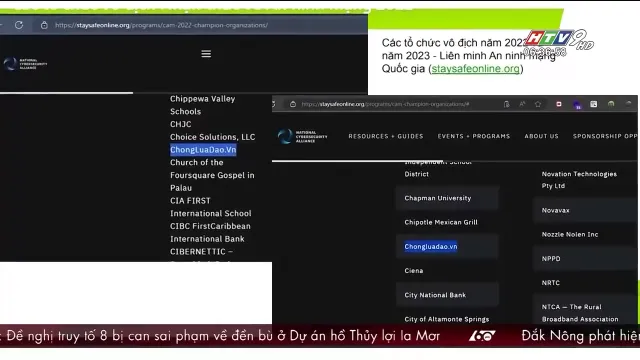 https://staysafeonline.org/programs/cam-2022-champion-organizations/
NATIONAL
CYBERSECURITY
ALLIANCE
Chippewa Valley
Schools
CHJC
Choice Solutions, LLC
ChongLuaDao.Vn
Church of the
Foursquare Gospel in
Palau
CIA FIRST
International School
CIBC FirstCaribbean
International Bank
CIBERNETTIC –
Các tổ chức vô địch năm 2023
năm 2023 - Liên minh An ninh mạng
Quốc gia (staysafeonline.org)
HTV9 HD
https://staysafeonline.org/programs/cam-champion-organizations/#
NATIONAL
CYBERSECURITY
ALLIANCE
RESOURCES + GUIDES
EVENTS + PROGRAMS
ABOUT US
SPONSORSHIP OPP
Independent School
District
Chapman University
Chipotle Mexican Grill
Chongluadao.vn
Ciena
City National Bank
City of Altamonte Springs
Novation Technologies
Pty Ltd
Novavax
Nozzle Nolen Inc
NPPD
NRTC
NTCA — The Rural
Broadband Association
: Đề nghị truy tố 8 bị can sai phạm về đền bù ở Dự án hồ Thủy lợi Ia Mơr
60
Đắk Nông phát hiện